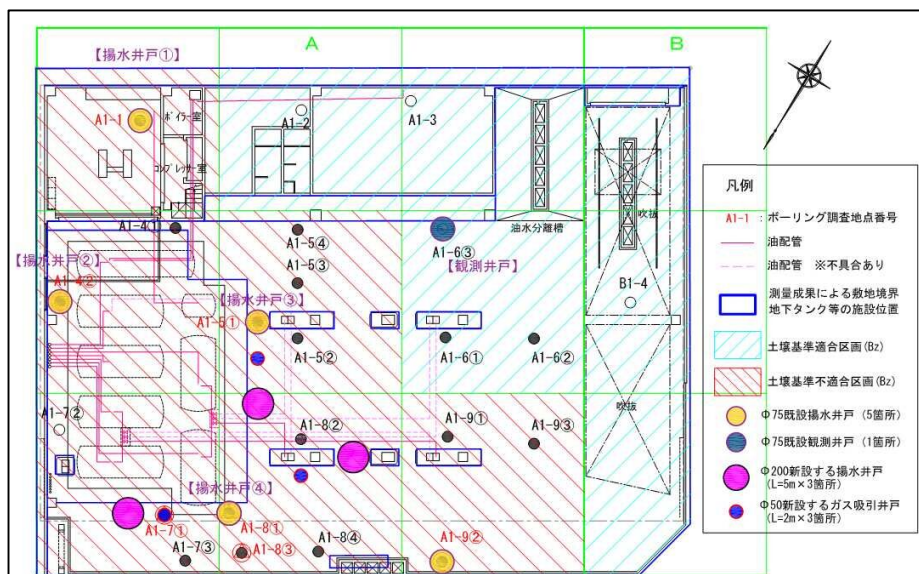 【揚水井戸①】
A
B
A1-1
ボイラー室
A1-2
A1-3
コンプレッサー室
A1-4①
A1-5④
A1-6③
油水分離槽
吹抜
【揚水井戸②】
A1-5③
【観測井戸】
A1-4②
【揚水井戸③】
B1-4
A1-5①
A1-5②
A1-6①
A1-6②
A1-7②
A1-8②
A1-9①
A1-9③
吹抜
【揚水井戸④】
A1-7①
A1-8①
A1-7③
A1-8③
A1-8④
A1-9②
凡例
A1-1 : ボーリング調査地点番号
油配管
油配管 ※不具合あり
測量成果による敷地境界
地下タンク等の施設位置
土壌基準適合区画(Bz)
土壌基準不適合区画(Bz)
Φ75既設揚水井戸 (5箇所)
Φ75既設観測井戸 (1箇所)
Φ200新設する揚水井戸
(L=5m×3箇所)
Φ50新設するガス吸引井戸
(L=2m×3箇所)